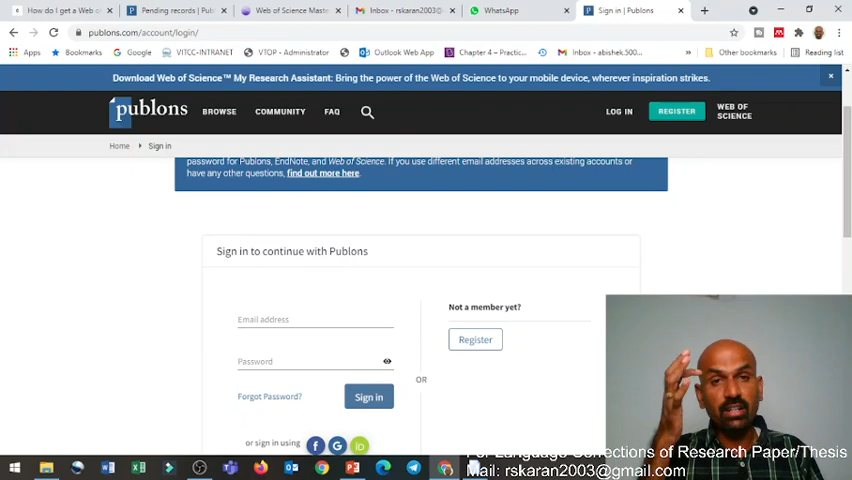 How do I get a Web of
Pending records | Publ
Web of Science Maste
Inbox - rskaran2003@
WhatsApp
Sign in | Publons
publons.com/account/login/
Apps
Bookmarks
Google
VITCC-INTRANET
VTOP - Administrator
Outlook Web App
Chapter 4 – Practic...
Inbox - abishek.500...
»
Other bookmarks
Reading list
Download Web of Science™ My Research Assistant: Bring the power of the Web of Science to your mobile device, wherever inspiration strikes.
publons
BROWSE
COMMUNITY
FAQ
LOG IN
REGISTER
WEB OF
SCIENCE
Home
Sign in
password for Publons, EndNote, and Web of Science. If you use different email addresses across existing accounts or
have any other questions, find out more here.
Sign in to continue with Publons
Email address
Password
Forgot Password?
Sign in
or sign in using
OR
Not a member yet?
Register
For Language Corrections of Research Paper/Thesis
Mail: rskaran2003@gmail.com